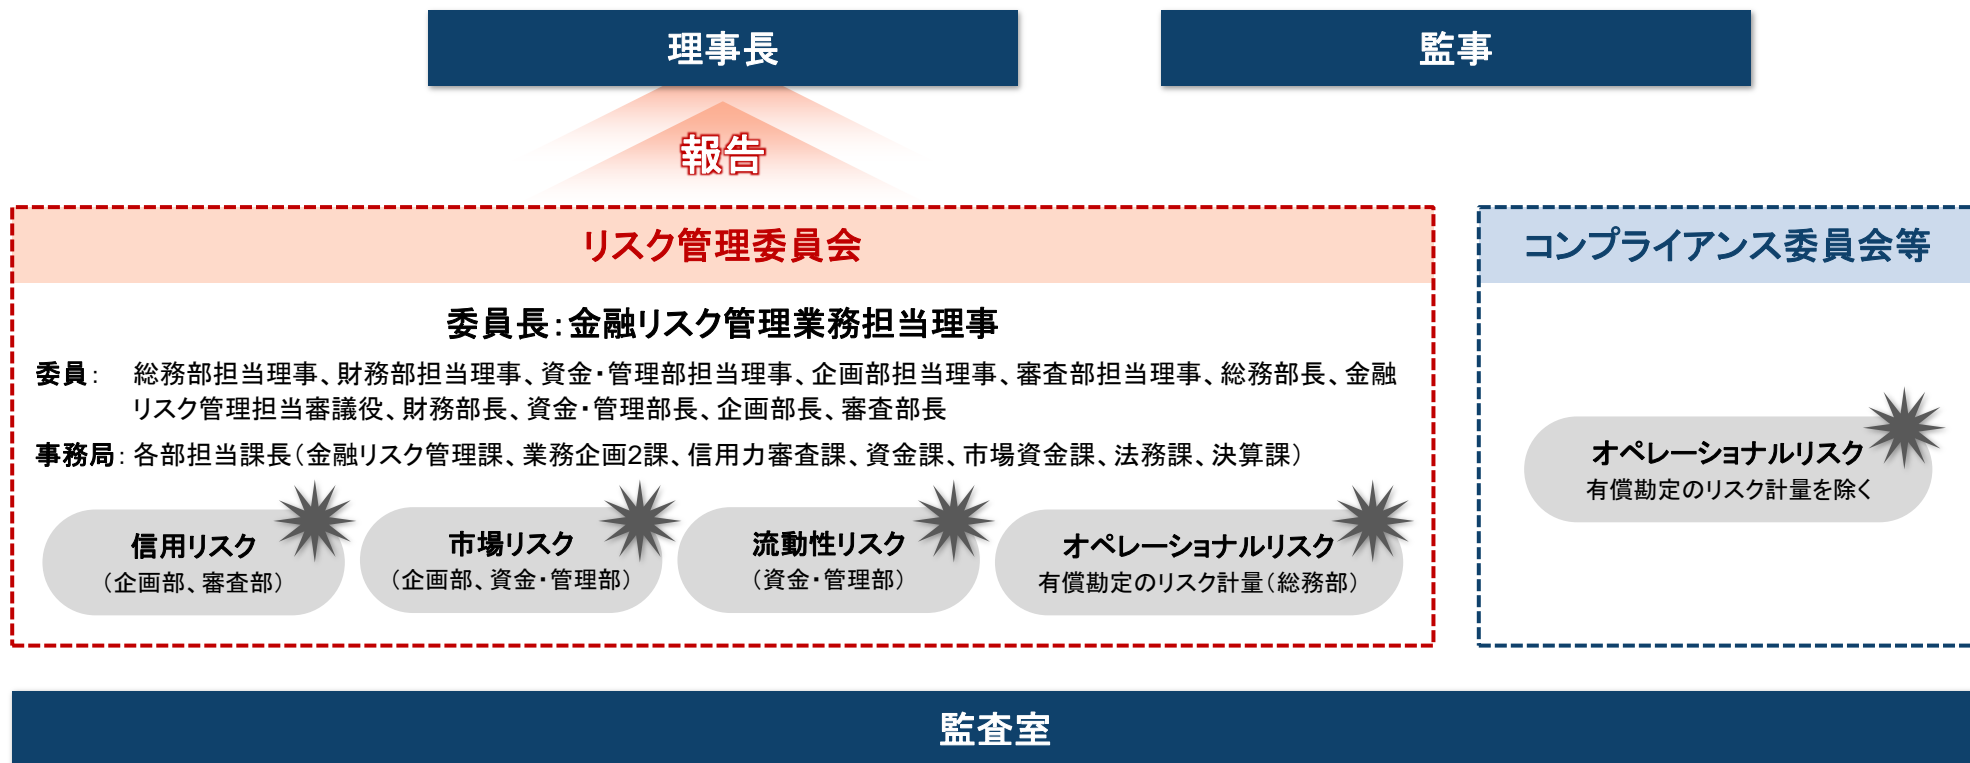 理事長
監事
報告
リスク管理委員会
委員長：金融リスク管理業務担当理事
委員： 総務部担当理事、財務部担当理事、資金・管理部担当理事、企画部担当理事、審査部担当理事、総務部長、金融
リスク管理担当審議役、財務部長、資金・管理部長、企画部長、審査部長
事務局： 各部担当課長（金融リスク管理課、業務企画2課、信用力審査課、資金課、市場資金課、法務課、決算課）
信用リスク
（企画部、審査部）
市場リスク
（企画部、資金・管理部）
流動性リスク
（資金・管理部）
オペレーショナルリスク
有償勘定のリスク計量（総務部）
コンプライアンス委員会等
オペレーショナルリスク
有償勘定のリスク計量を除く
監査室